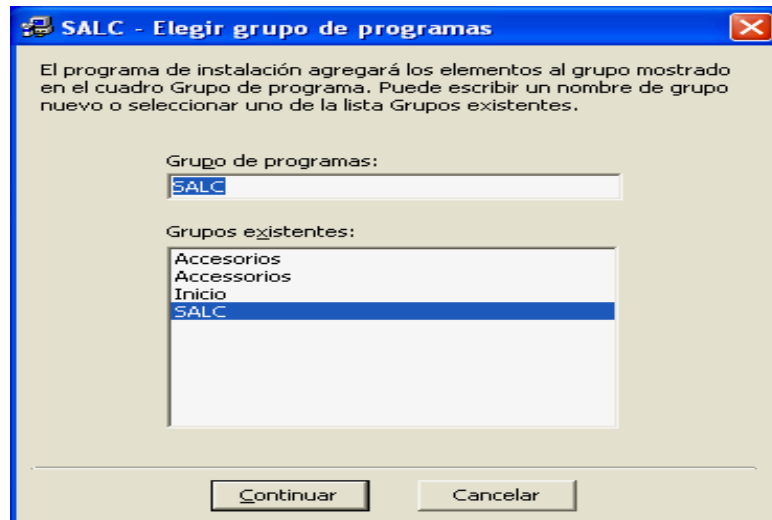 SALC - Elegir grupo de programas
El programa de instalación agregará los elementos al grupo mostrado
en el cuadro Grupo de programa. Puede escribir un nombre de grupo
nuevo o seleccionar uno de la lista Grupos existentes.
Grupo de programas:
SALC
Grupos existentes:
Accesorios
Accessorios
Inicio
SALC
Continuar
Cancelar